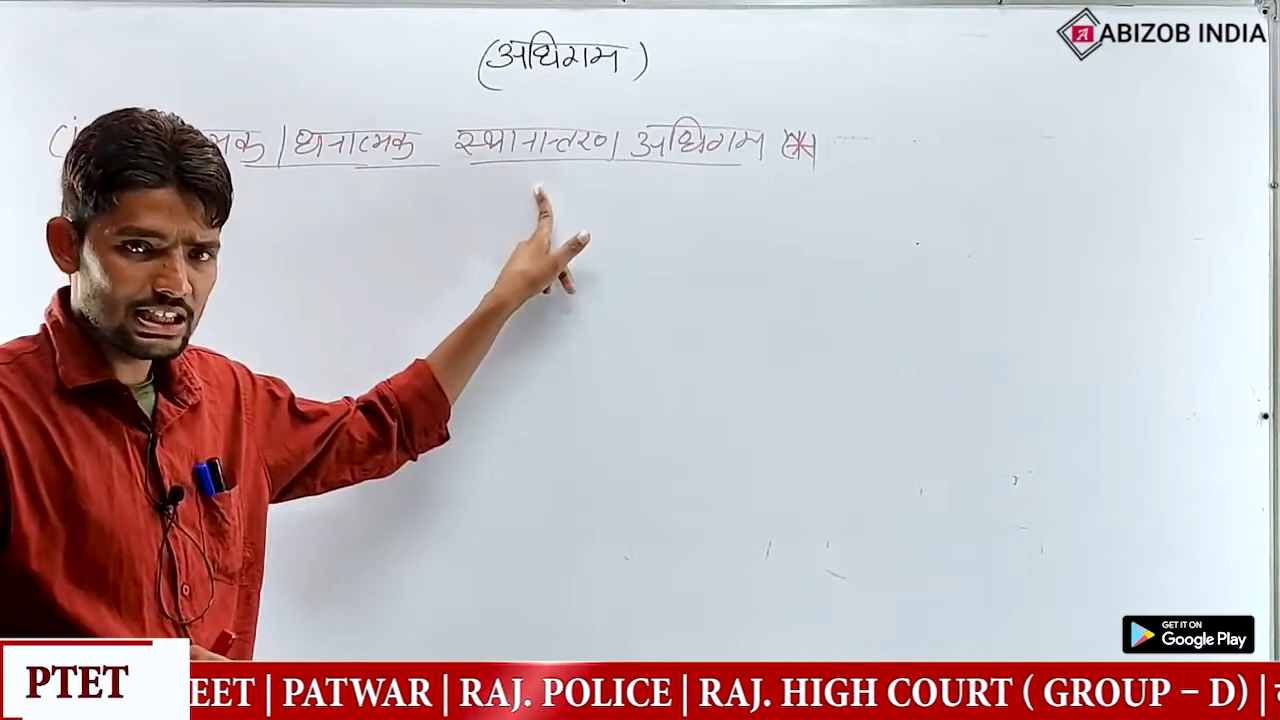 ABIZOB INDIA
(अधिगम)
(i मक / धनात्मक स्थानान्तरण अधिगम
GET IT ON
Google Play
PTET
EET | PATWAR | RAJ. POLICE | RAJ. HIGH COURT ( GROUP – D) |